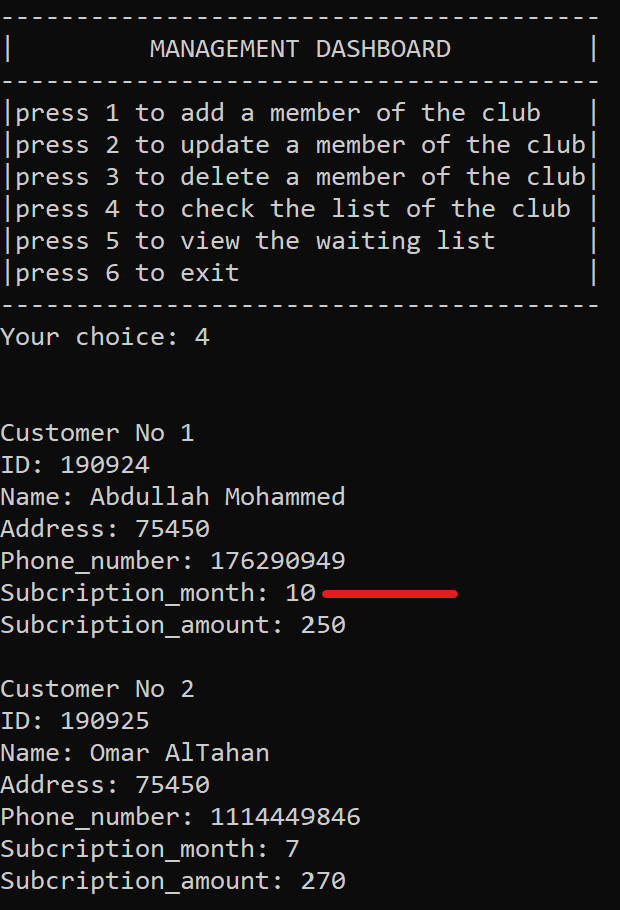 ----------------------------------------
|         MANAGEMENT DASHBOARD         |
----------------------------------------
|press 1 to add a member of the club   |
|press 2 to update a member of the club|
|press 3 to delete a member of the club|
|press 4 to check the list of the club |
|press 5 to view the waiting list      |
|press 6 to exit                       |
----------------------------------------
Your choice: 4
Customer No 1
ID: 190924
Name: Abdullah Mohammed
Address: 75450
Phone_number: 176290949
Subcription_month: 10
Subcription_amount: 250
Customer No 2
ID: 190925
Name: Omar AlTahan
Address: 75450
Phone_number: 1114449846
Subcription_month: 7
Subcription_amount: 270